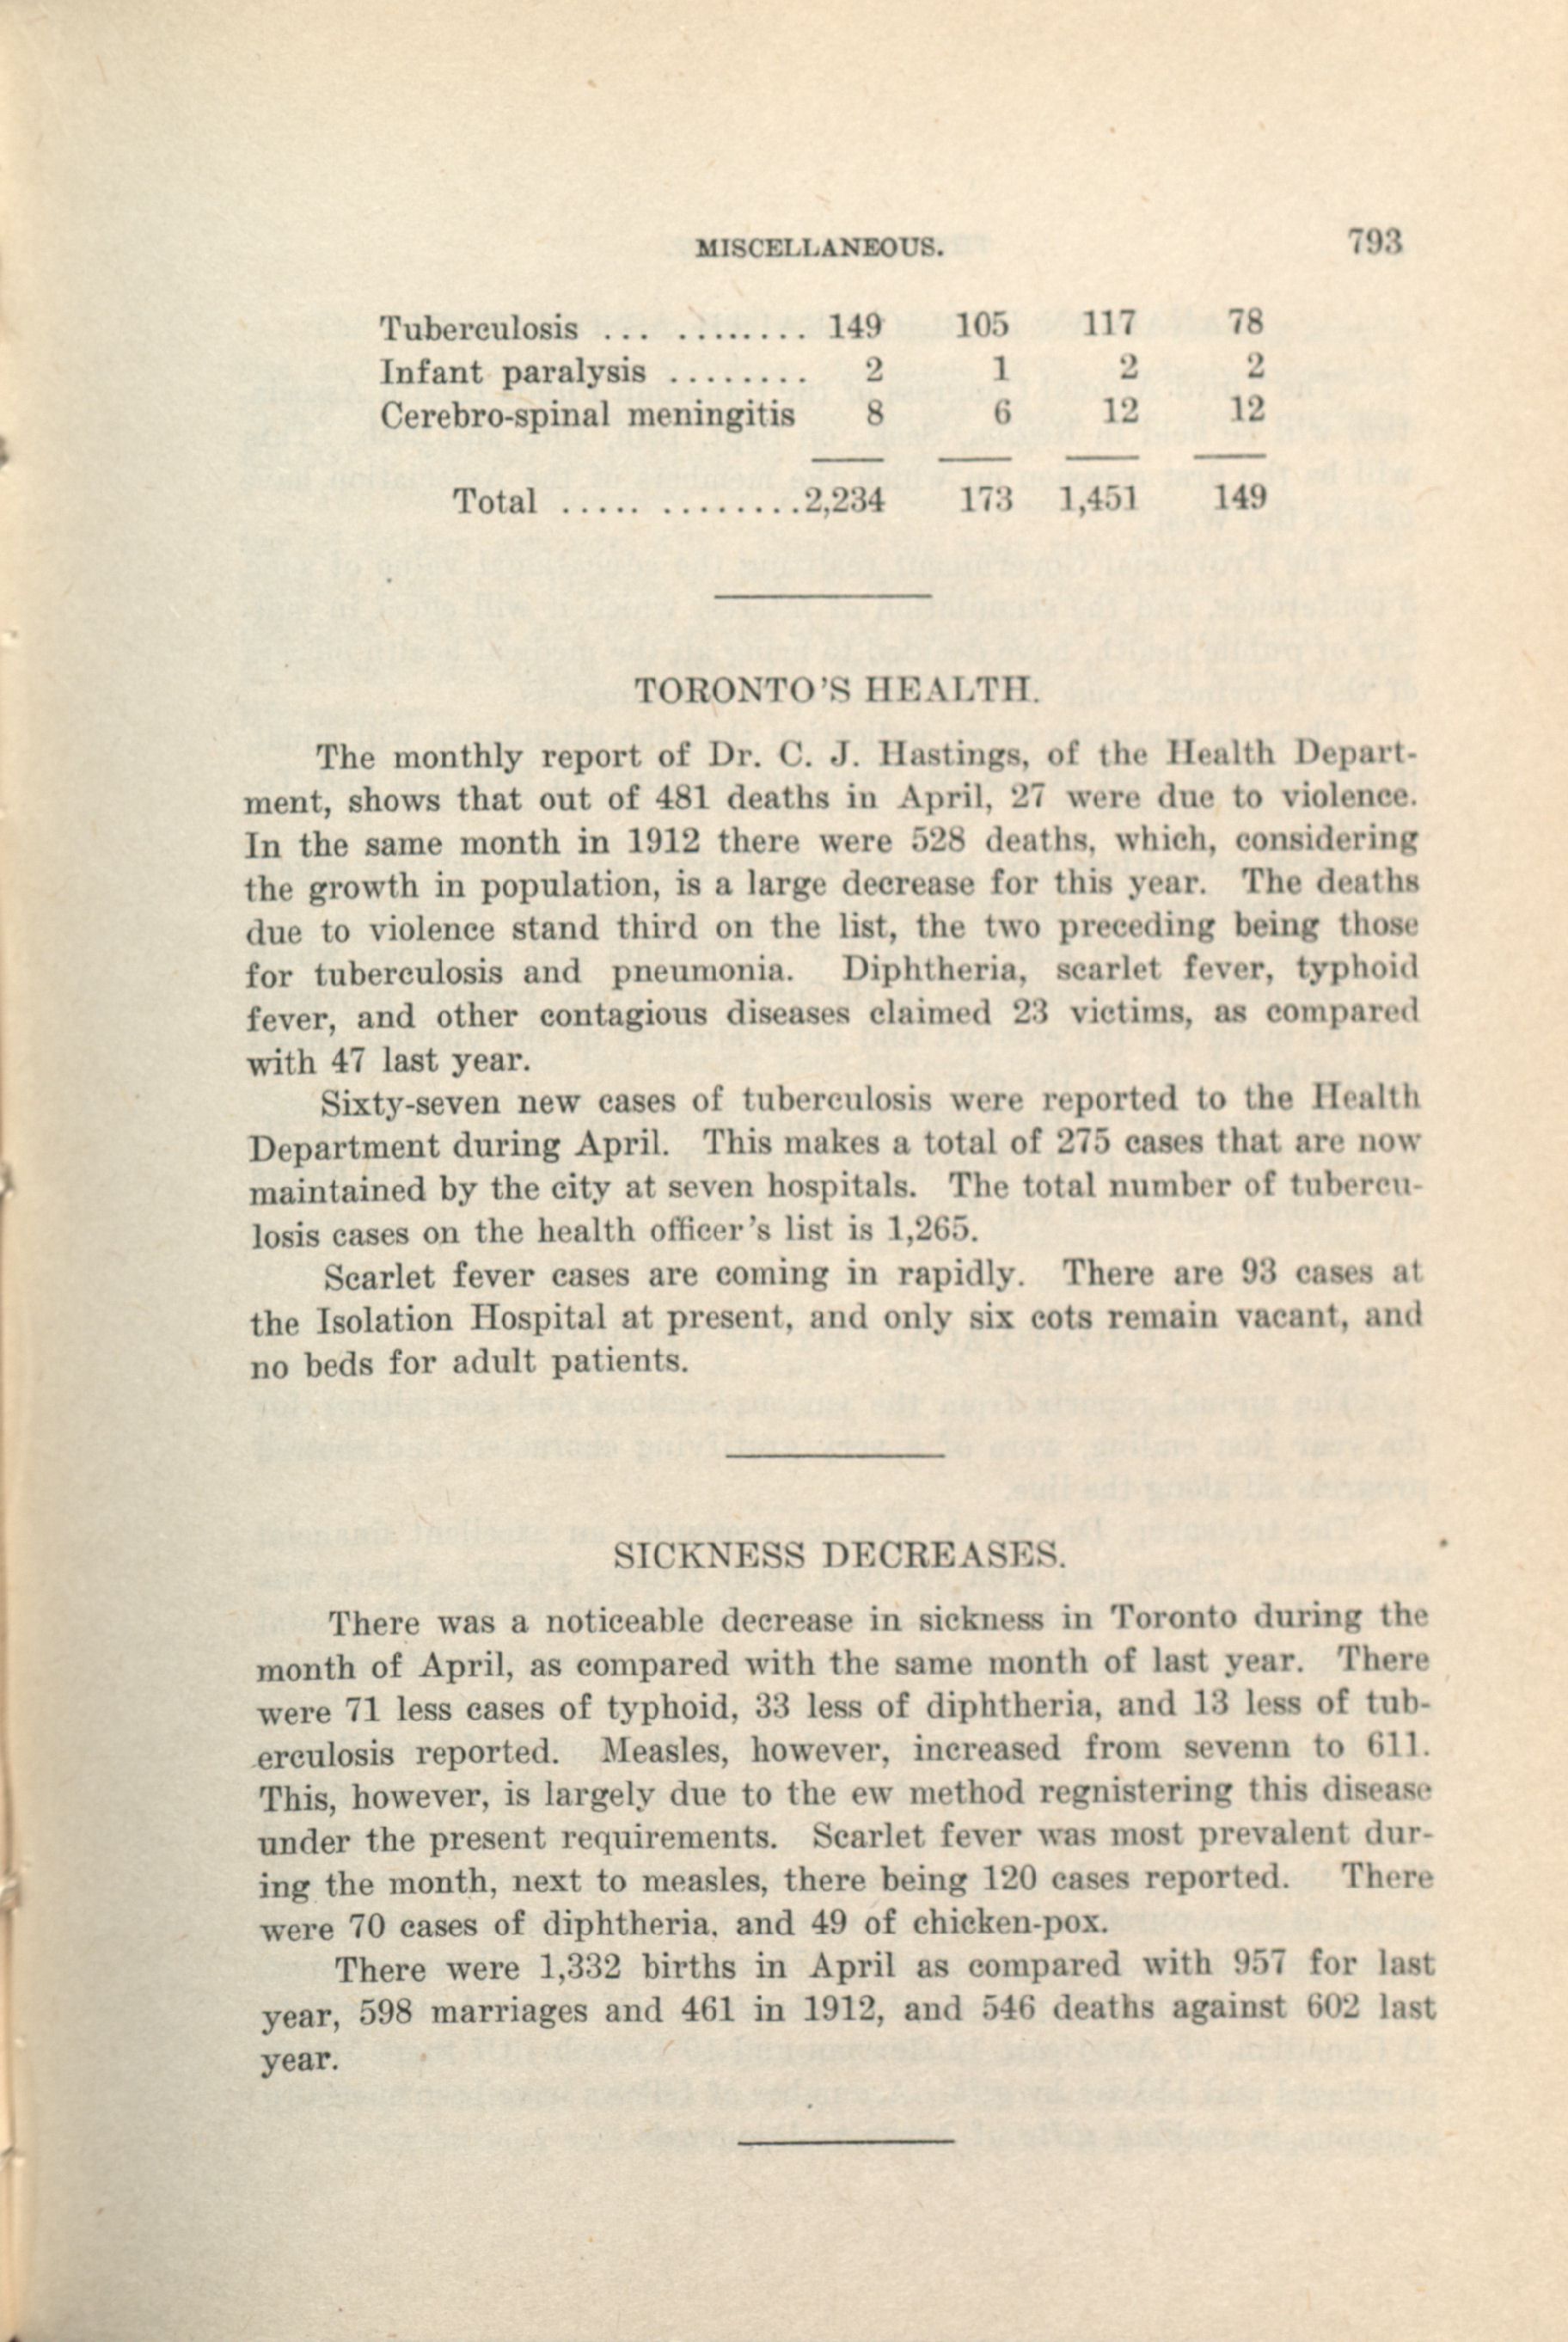 MISCELLANEOUS. 793
Tuberculosis ... ......... 149 105 117 78
Infant paralysis ........ 2 1 2 2
Cerebro-spinal meningitis 8 6 12 12
Total ..... .........2,234 173 1,451 149
TORONTO'S HEALTH.
The monthly report of Dr. C. J. Hastings, of the Health Depart-
ment, shows that out of 481 deaths in April, 27 were due to violence.
In the same month in 1912 there were 528 deaths, which, considering
the growth in population, is a large decrease for this year. The deaths
due to violence stand third on the list, the two preceding being those
for tuberculosis and pneumonia. Diphtheria, scarlet fever, typhoid
fever, and other contagious diseases claimed 23 victims, as compared
with 47 last year.
Sixty-seven new cases of tuberculosis were reported to the Health
Department during April. This makes a total of 275 cases that are now
maintained by the city at seven hospitals. The total number of tubercu-
losis cases on the health officer's list is 1,265.
Scarlet fever cases are coming in rapidly. There are 93 cases at
the Isolation Hospital at present, and only six cots remain vacant, and
no beds for adult patients.
SICKNESS DECREASES.
There was a noticeable decrease in sickness in Toronto during the
month of April, as compared with the same month of last year. There
were 71 less cases of typhoid, 33 less of diphtheria, and 13 less of tub-
erculosis reported. Measles, however, increased from sevenn to 611.
This, however, is largely due to the ew method regnistering this disease
under the present requirements. Scarlet fever was most prevalent dur-
ing the month, next to measles, there being 120 cases reported. There
were 70 cases of diphtheria, and 49 of chicken-pox.
There were 1,332 births in April as compared with 957 for last
year, 598 marriages and 461 in 1912, and 546 deaths against 602 last
year.